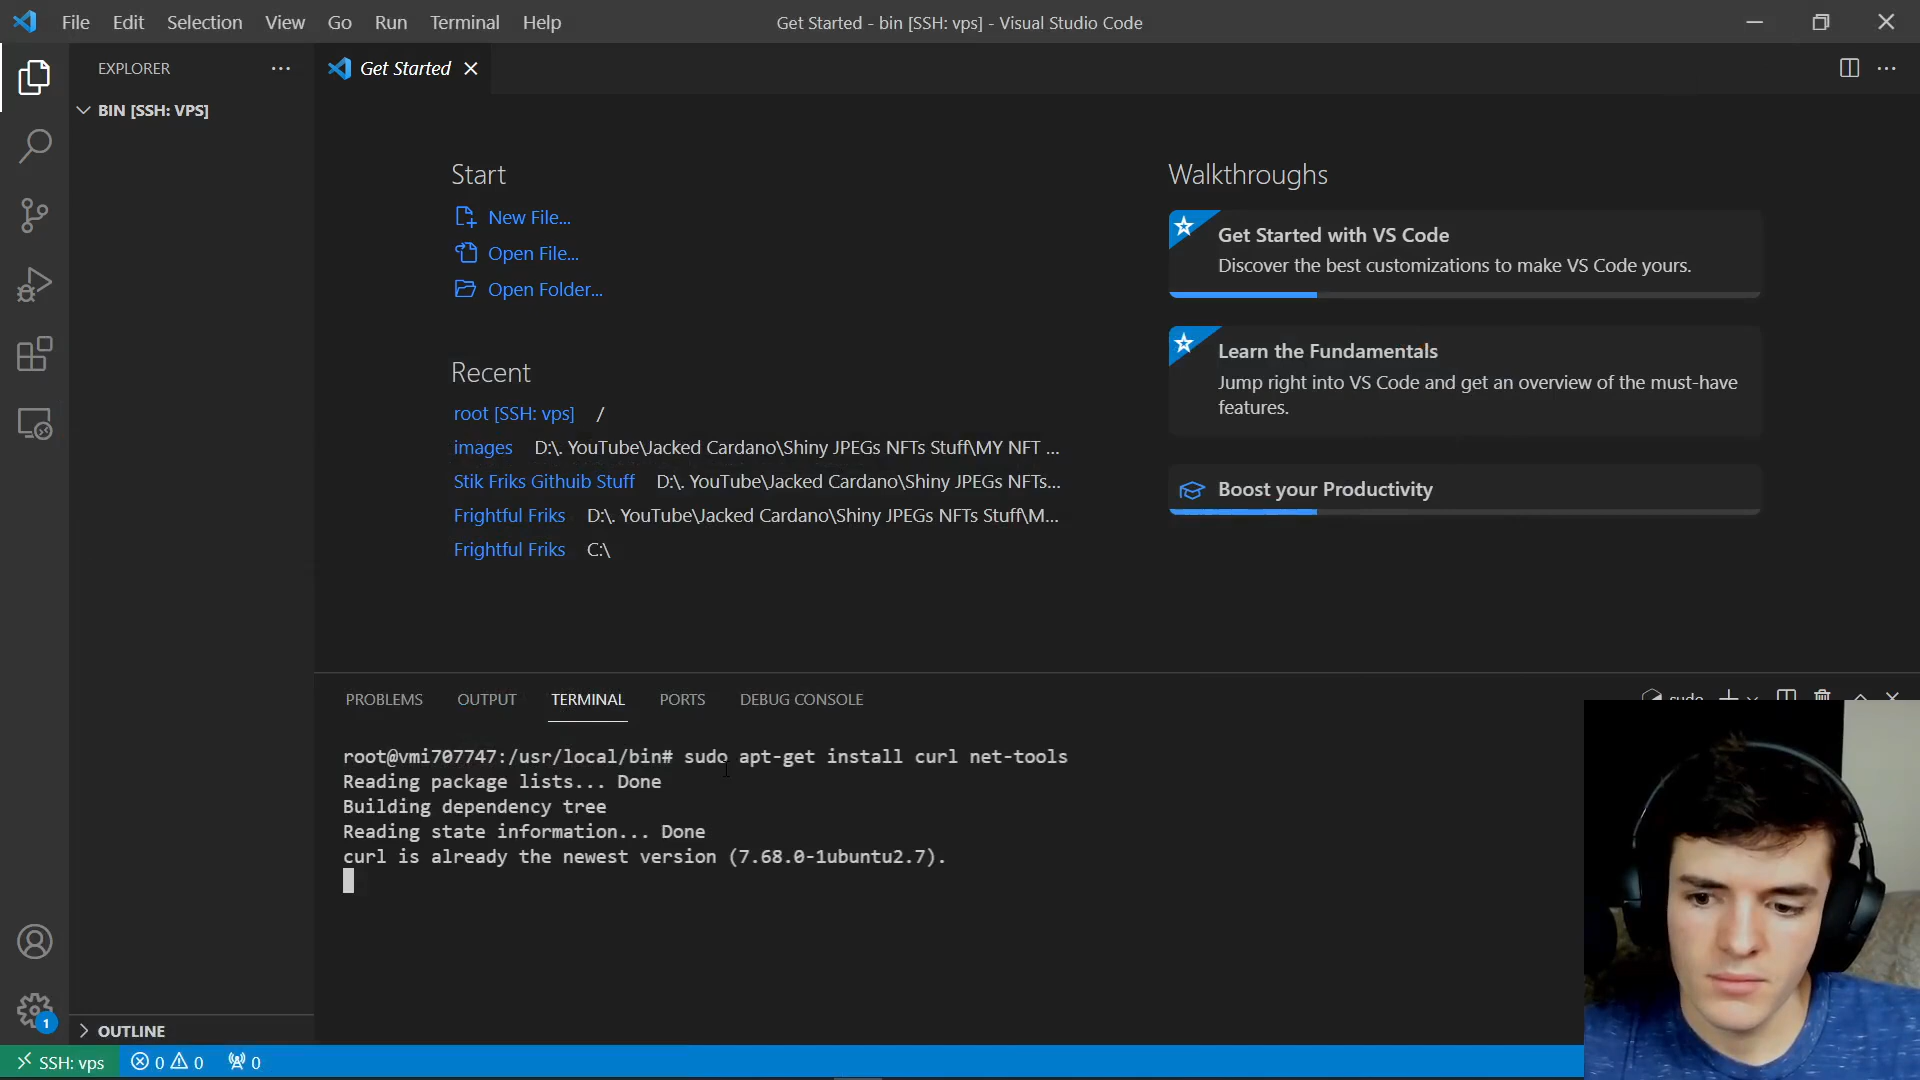 File Edit Selection View Go Run Terminal Help
Get Started - bin [SSH: vps] - Visual Studio Code
EXPLORER
BIN [SSH: VPS]
Get Started
Start
New File...
Open File...
Open Folder...
Recent
root [SSH: vps] /
images D:\. YouTube\Jacked Cardano\Shiny JPEGs NFTs Stuff\MY NFT ...
Stik Friks Githuib Stuff D:\. YouTube\Jacked Cardano\Shiny JPEGs NFTs...
Frightful Friks D:\. YouTube\Jacked Cardano\Shiny JPEGs NFTs Stuff\M...
Frightful Friks C:\
Walkthroughs
Get Started with VS Code
Discover the best customizations to make VS Code yours.
Learn the Fundamentals
Jump right into VS Code and get an overview of the must-have
features.
Boost your Productivity
PROBLEMS OUTPUT TERMINAL PORTS DEBUG CONSOLE
sudo
root@vmi707747:/usr/local/bin# sudo apt-get install curl net-tools
Reading package lists... Done
Building dependency tree
Reading state information... Done
curl is already the newest version (7.68.0-1ubuntu2.7).
1
OUTLINE
SSH: vps 0 0 0